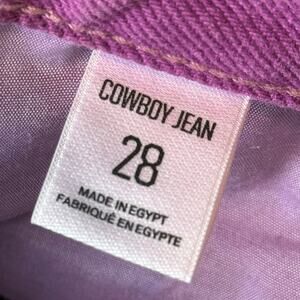 COWBOY JEAN
28
MADE IN EGYPT
FABRIQUÉ EN EGYPTE